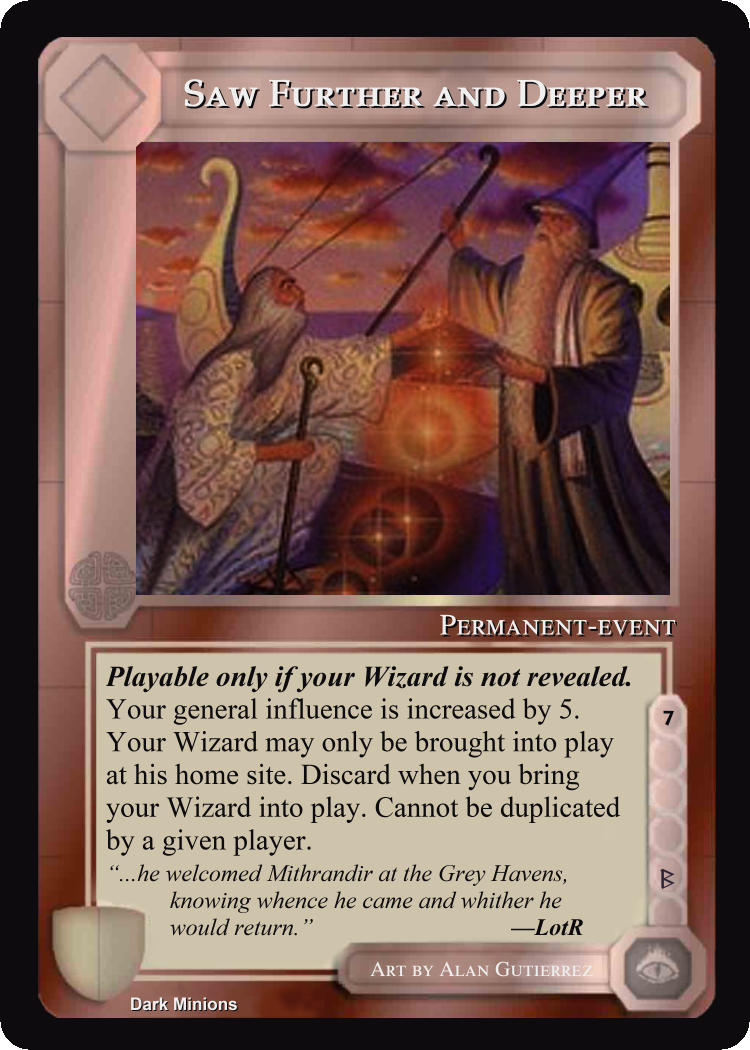 Saw Further and Deeper
Permanent-event
Playable only if your Wizard is not revealed.
Your general influence is increased by 5.
Your Wizard may only be brought into play
at his home site. Discard when you bring
your Wizard into play. Cannot be duplicated
by a given player.
7
“...he welcomed Mithrandir at the Grey Havens,
knowing whence he came and whither he
would return.” —LotR
Art by Alan Gutierrez
Dark Minions